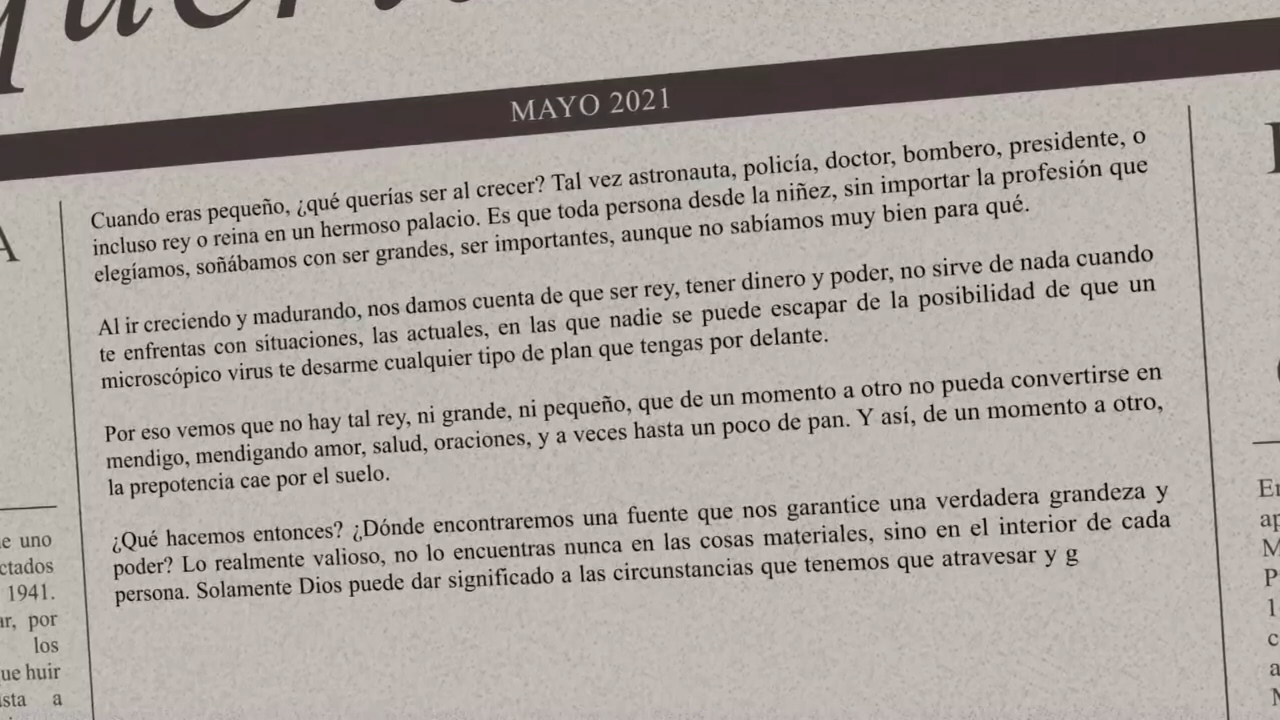 MAYO 2021
Cuando eras pequeño, ¿qué querías ser al crecer? Tal vez astronauta, policía, doctor, bombero, presidente, o
incluso rey o reina en un hermoso palacio. Es que toda persona desde la niñez, sin importar la profesión que
elegíamos, soñábamos con ser grandes, ser importantes, aunque no sabíamos muy bien para qué.
Al ir creciendo y madurando, nos damos cuenta de que ser rey, tener dinero y poder, no sirve de nada cuando
te enfrentas con situaciones, las actuales, en las que nadie se puede escapar de la posibilidad de que un
microscópico virus te desarme cualquier tipo de plan que tengas por delante.
Por eso vemos que no hay tal rey, ni grande, ni pequeño, que de un momento a otro no pueda convertirse en
mendigo, mendigando amor, salud, oraciones, y a veces hasta un poco de pan. Y así, de un momento a otro,
la prepotencia cae por el suelo.
¿Qué hacemos entonces? ¿Dónde encontraremos una fuente que nos garantice una verdadera grandeza y
poder? Lo realmente valioso, no lo encuentras nunca en las cosas materiales, sino en el interior de cada
persona. Solamente Dios puede dar significado a las circunstancias que tenemos que atravesar y g
A
uno
1941.
por
los
huir
a